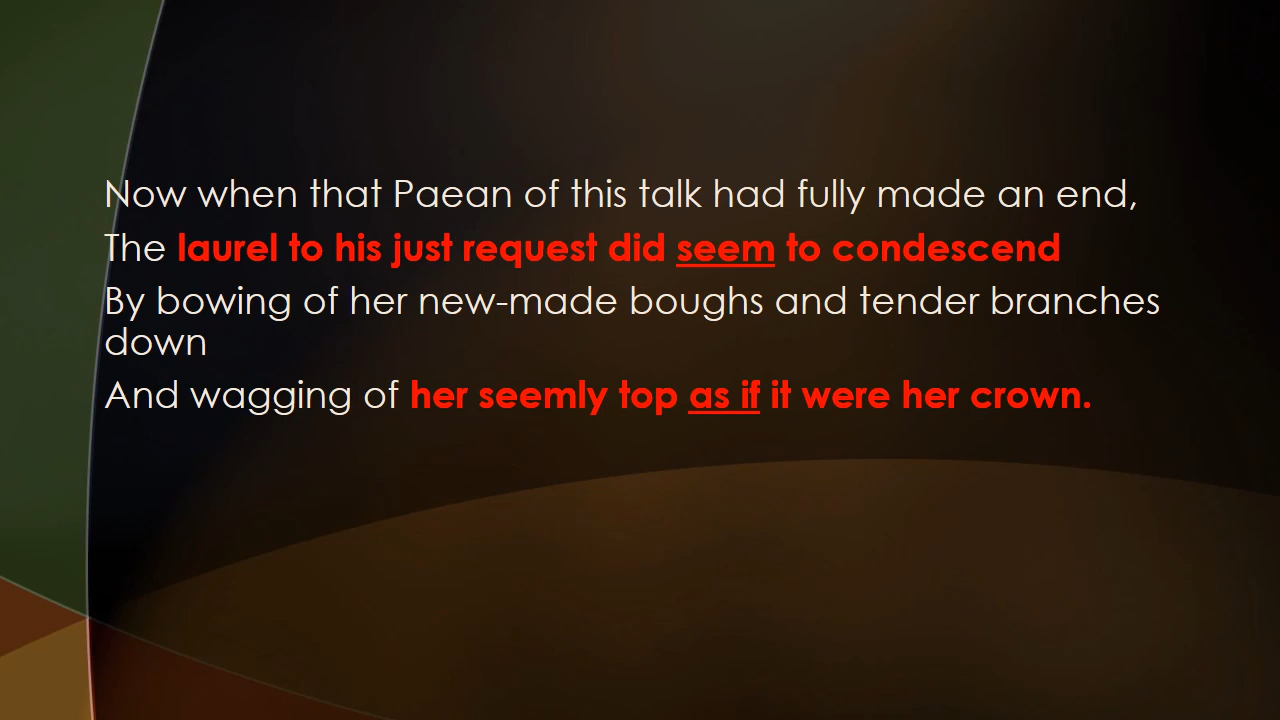 Now when that Paean of this talk had fully made an end,
The laurel to his just request did seem to condescend
By bowing of her new-made boughs and tender branches
down
And wagging of her seemly top as if it were her crown.